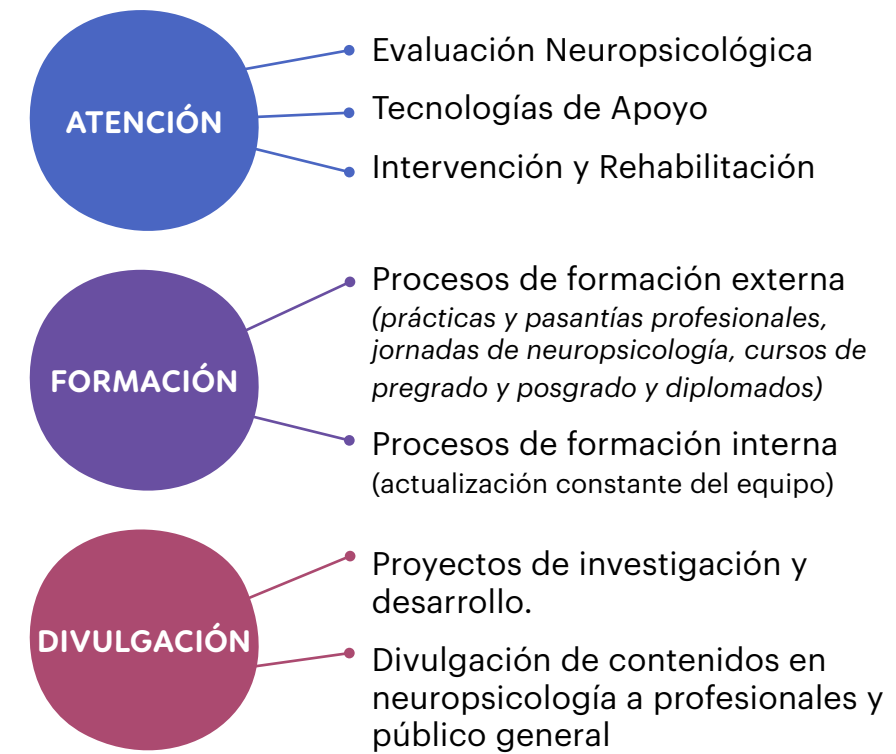 ATENCIÓN
Evaluación Neuropsicológica
Tecnologías de Apoyo
Intervención y Rehabilitación
FORMACIÓN
Procesos de formación externa
(prácticas y pasantías profesionales,
jornadas de neuropsicología, cursos de
pregrado y posgrado y diplomados)
Procesos de formación interna
(actualización constante del equipo)
DIVULGACIÓN
Proyectos de investigación y
desarrollo.
Divulgación de contenidos en
neuropsicología a profesionales y
público general